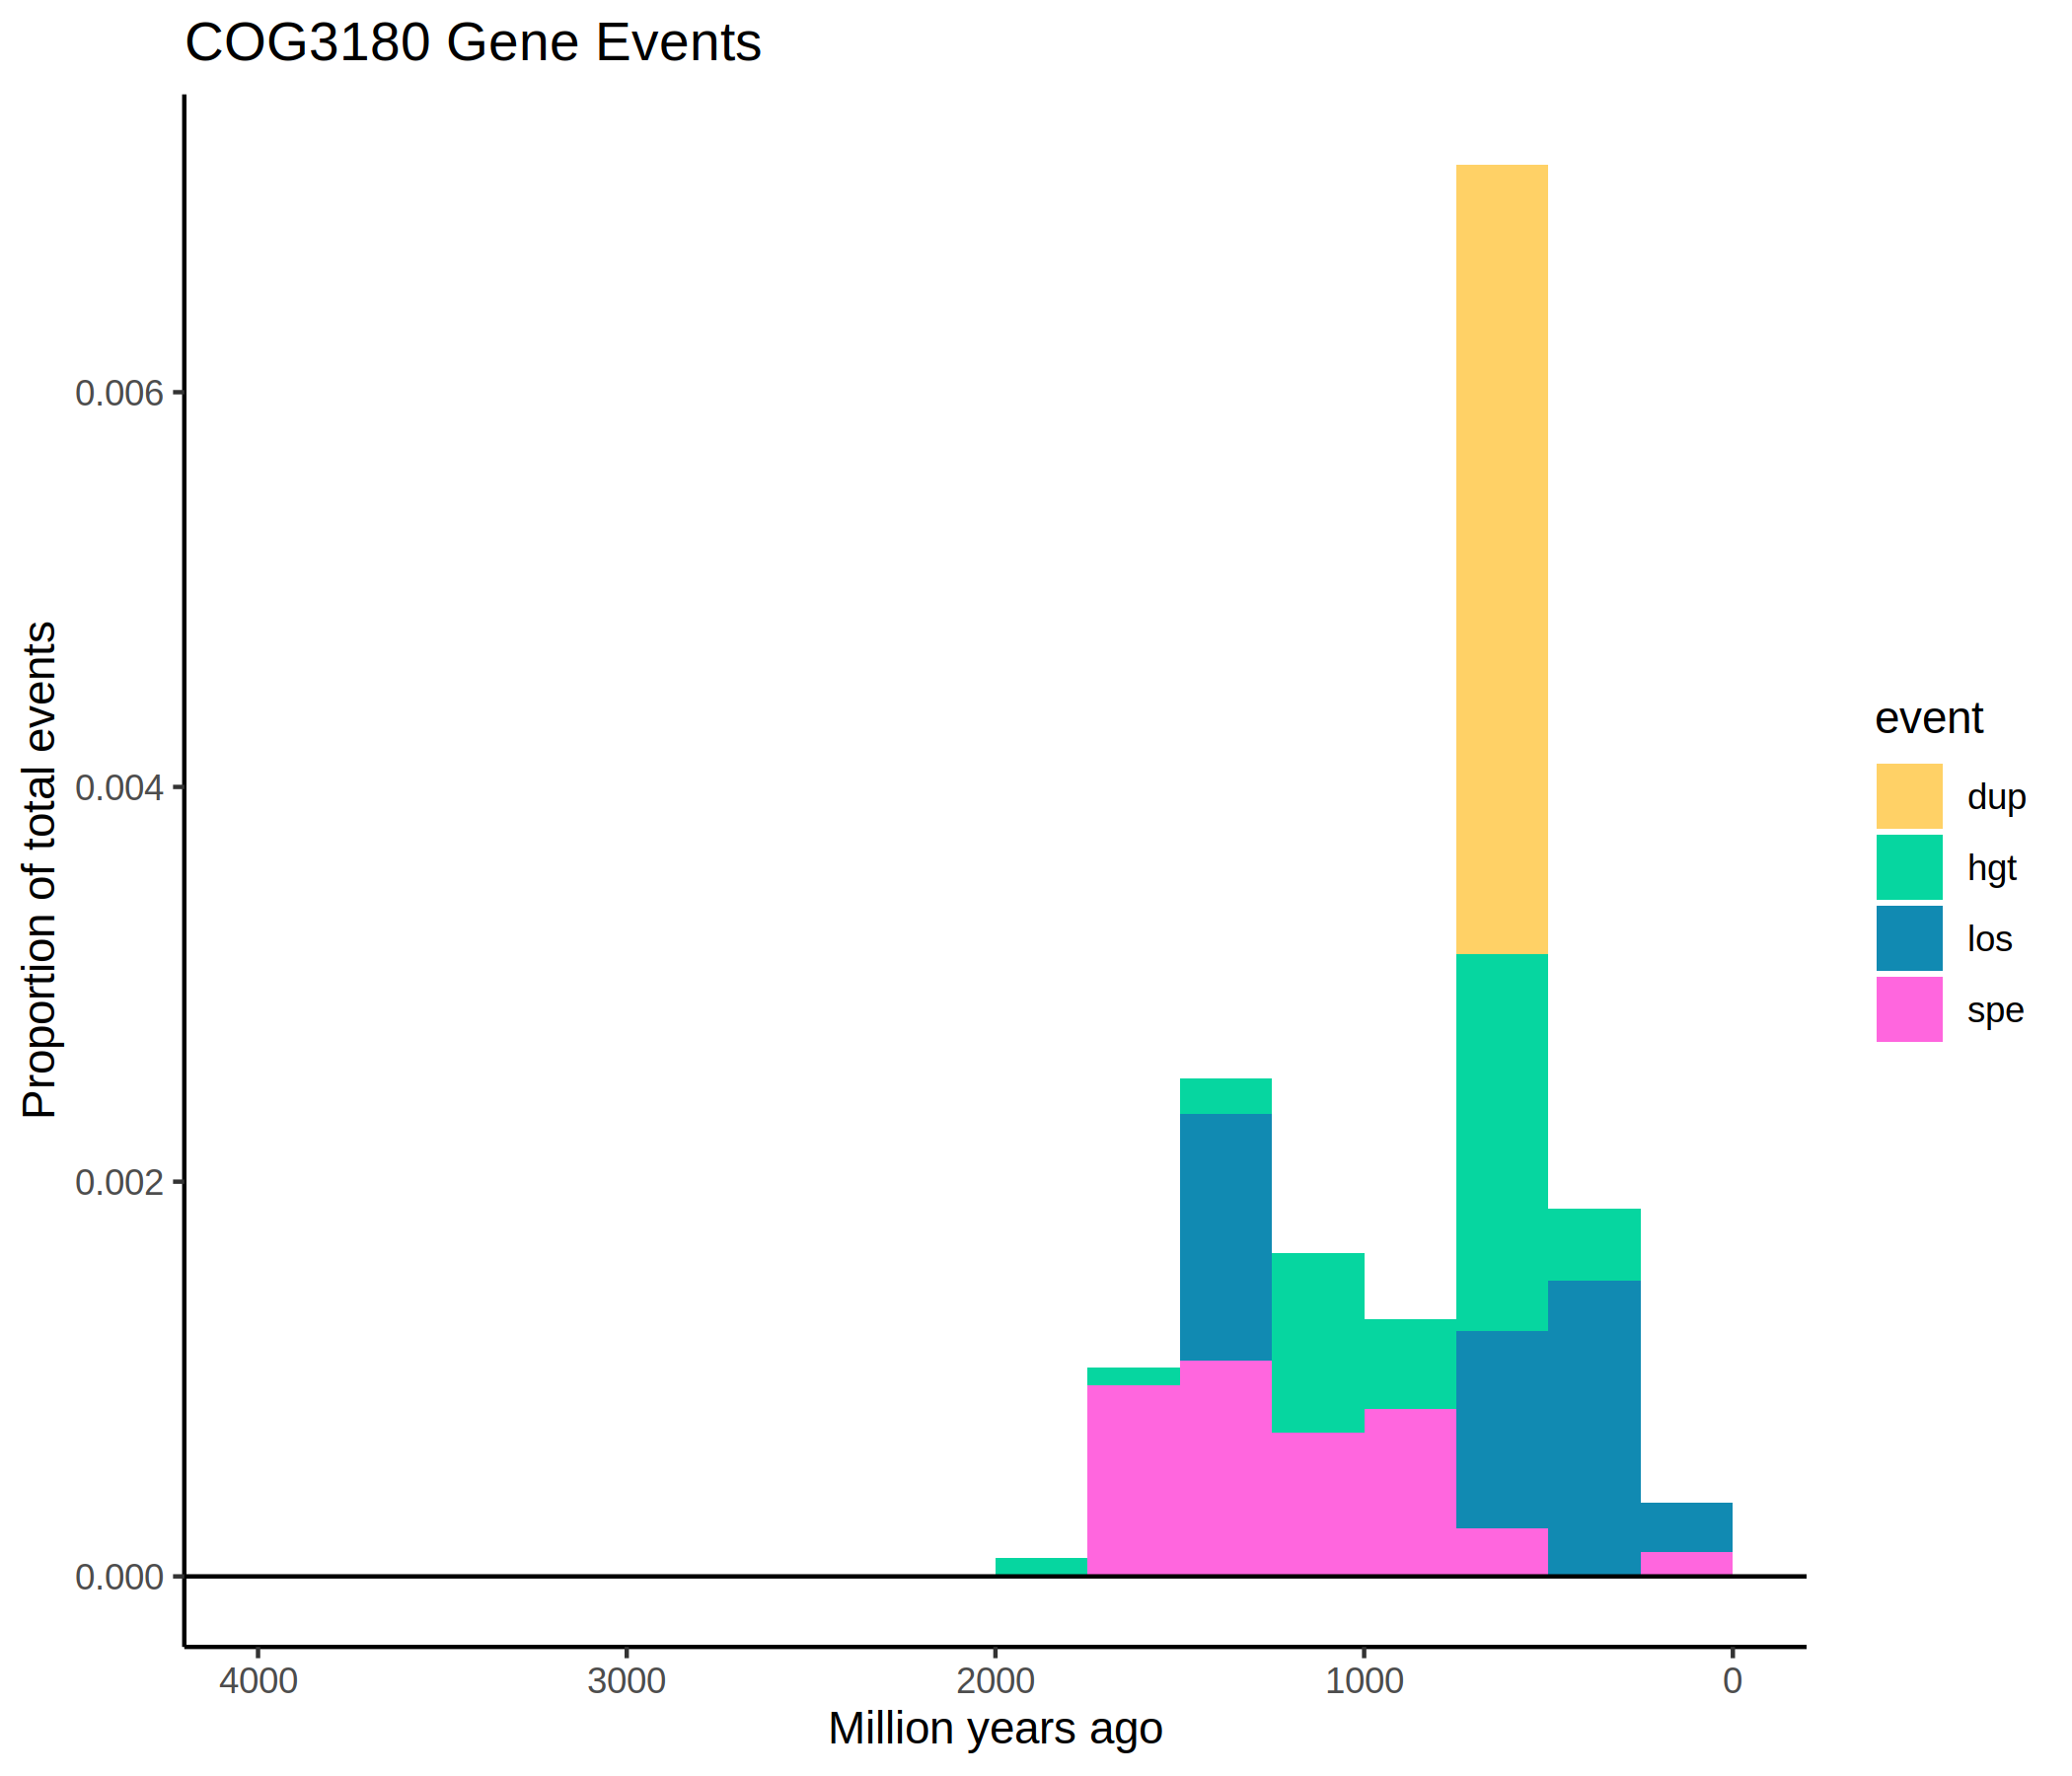 COG3180 Gene Events
Proportion of total events
0.006
0.004
0.002
0.000
4000 3000 2000 1000 0
Million years ago
event
dup
hgt
los
spe